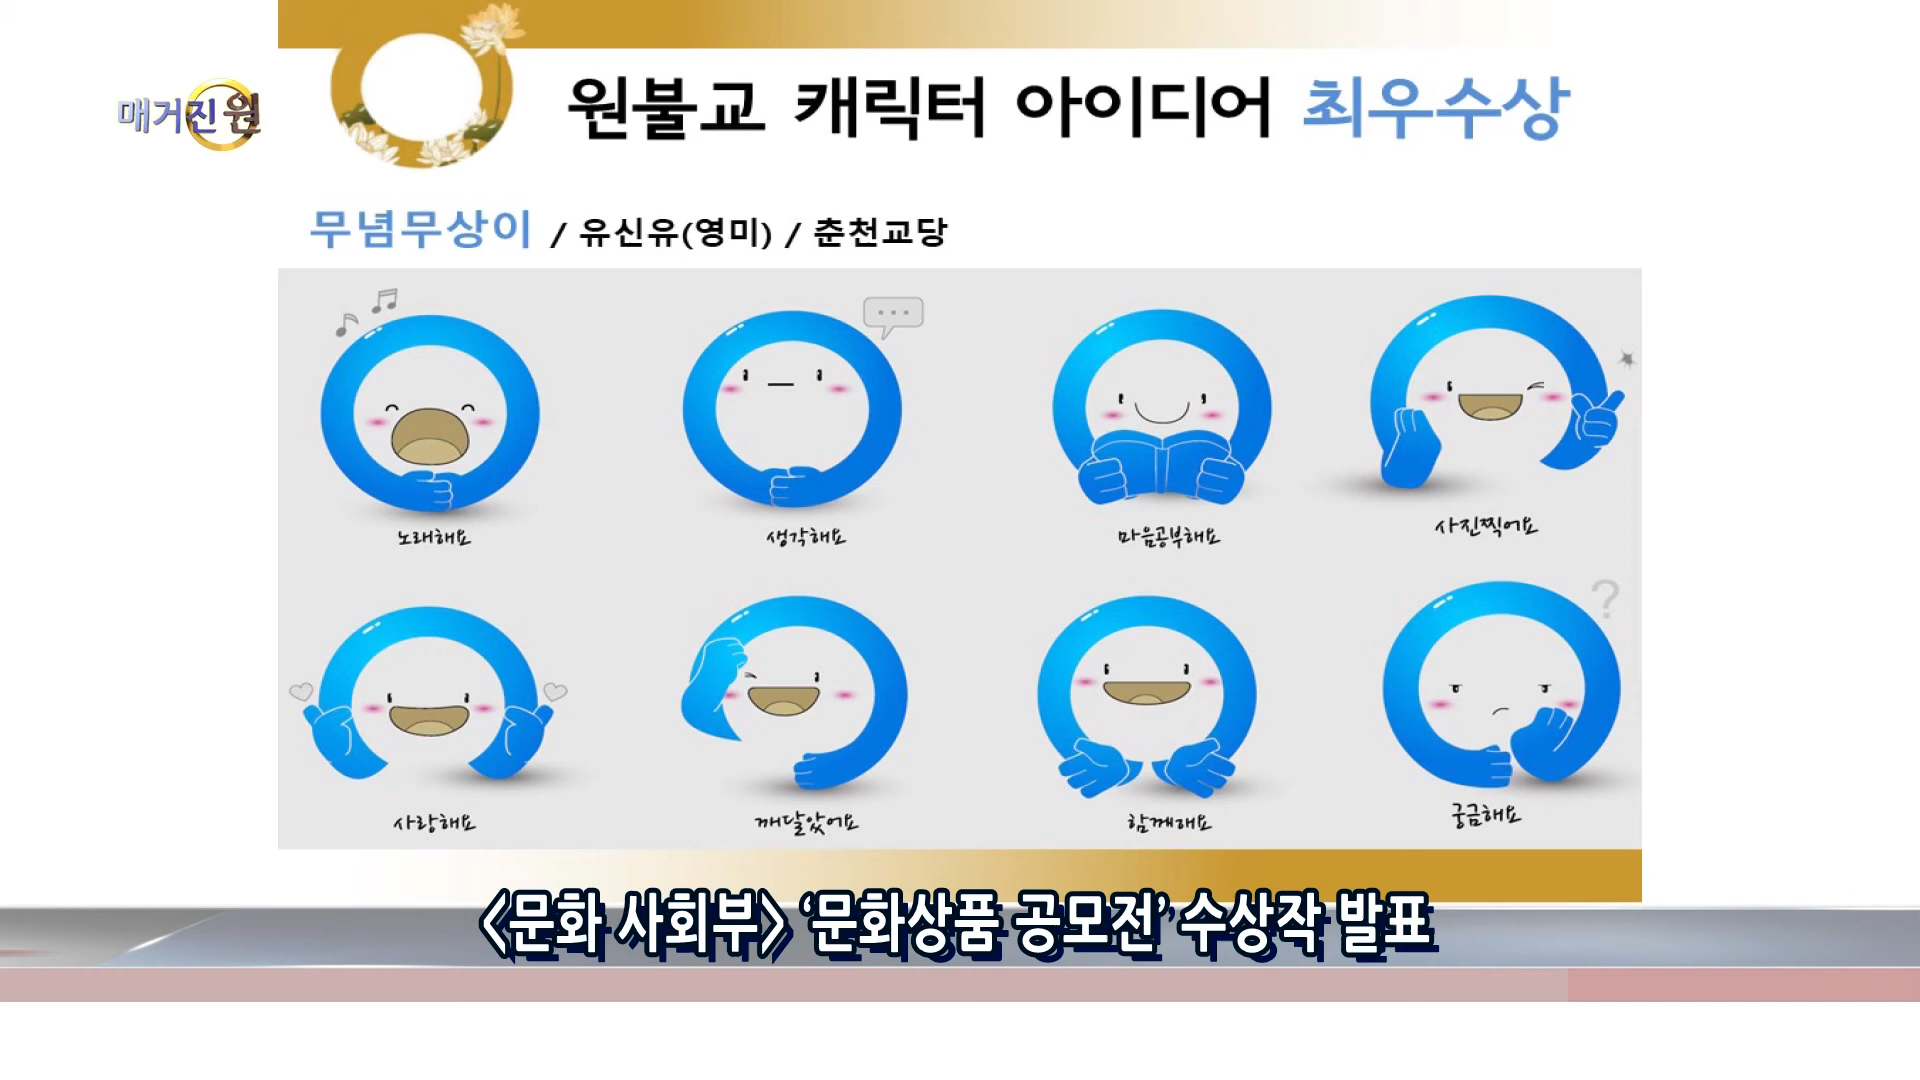 매거진 원
원불교 캐릭터 아이디어 최우수상
무념무상이 / 유신유(영미) / 춘천교당
노래해요
생각해요
마음공부해요
사진찍어요
?
사랑해요
깨달았어요
함께해요
궁금해요
<문화 사회부> ‘문화상품 공모전’ 수상작 발표